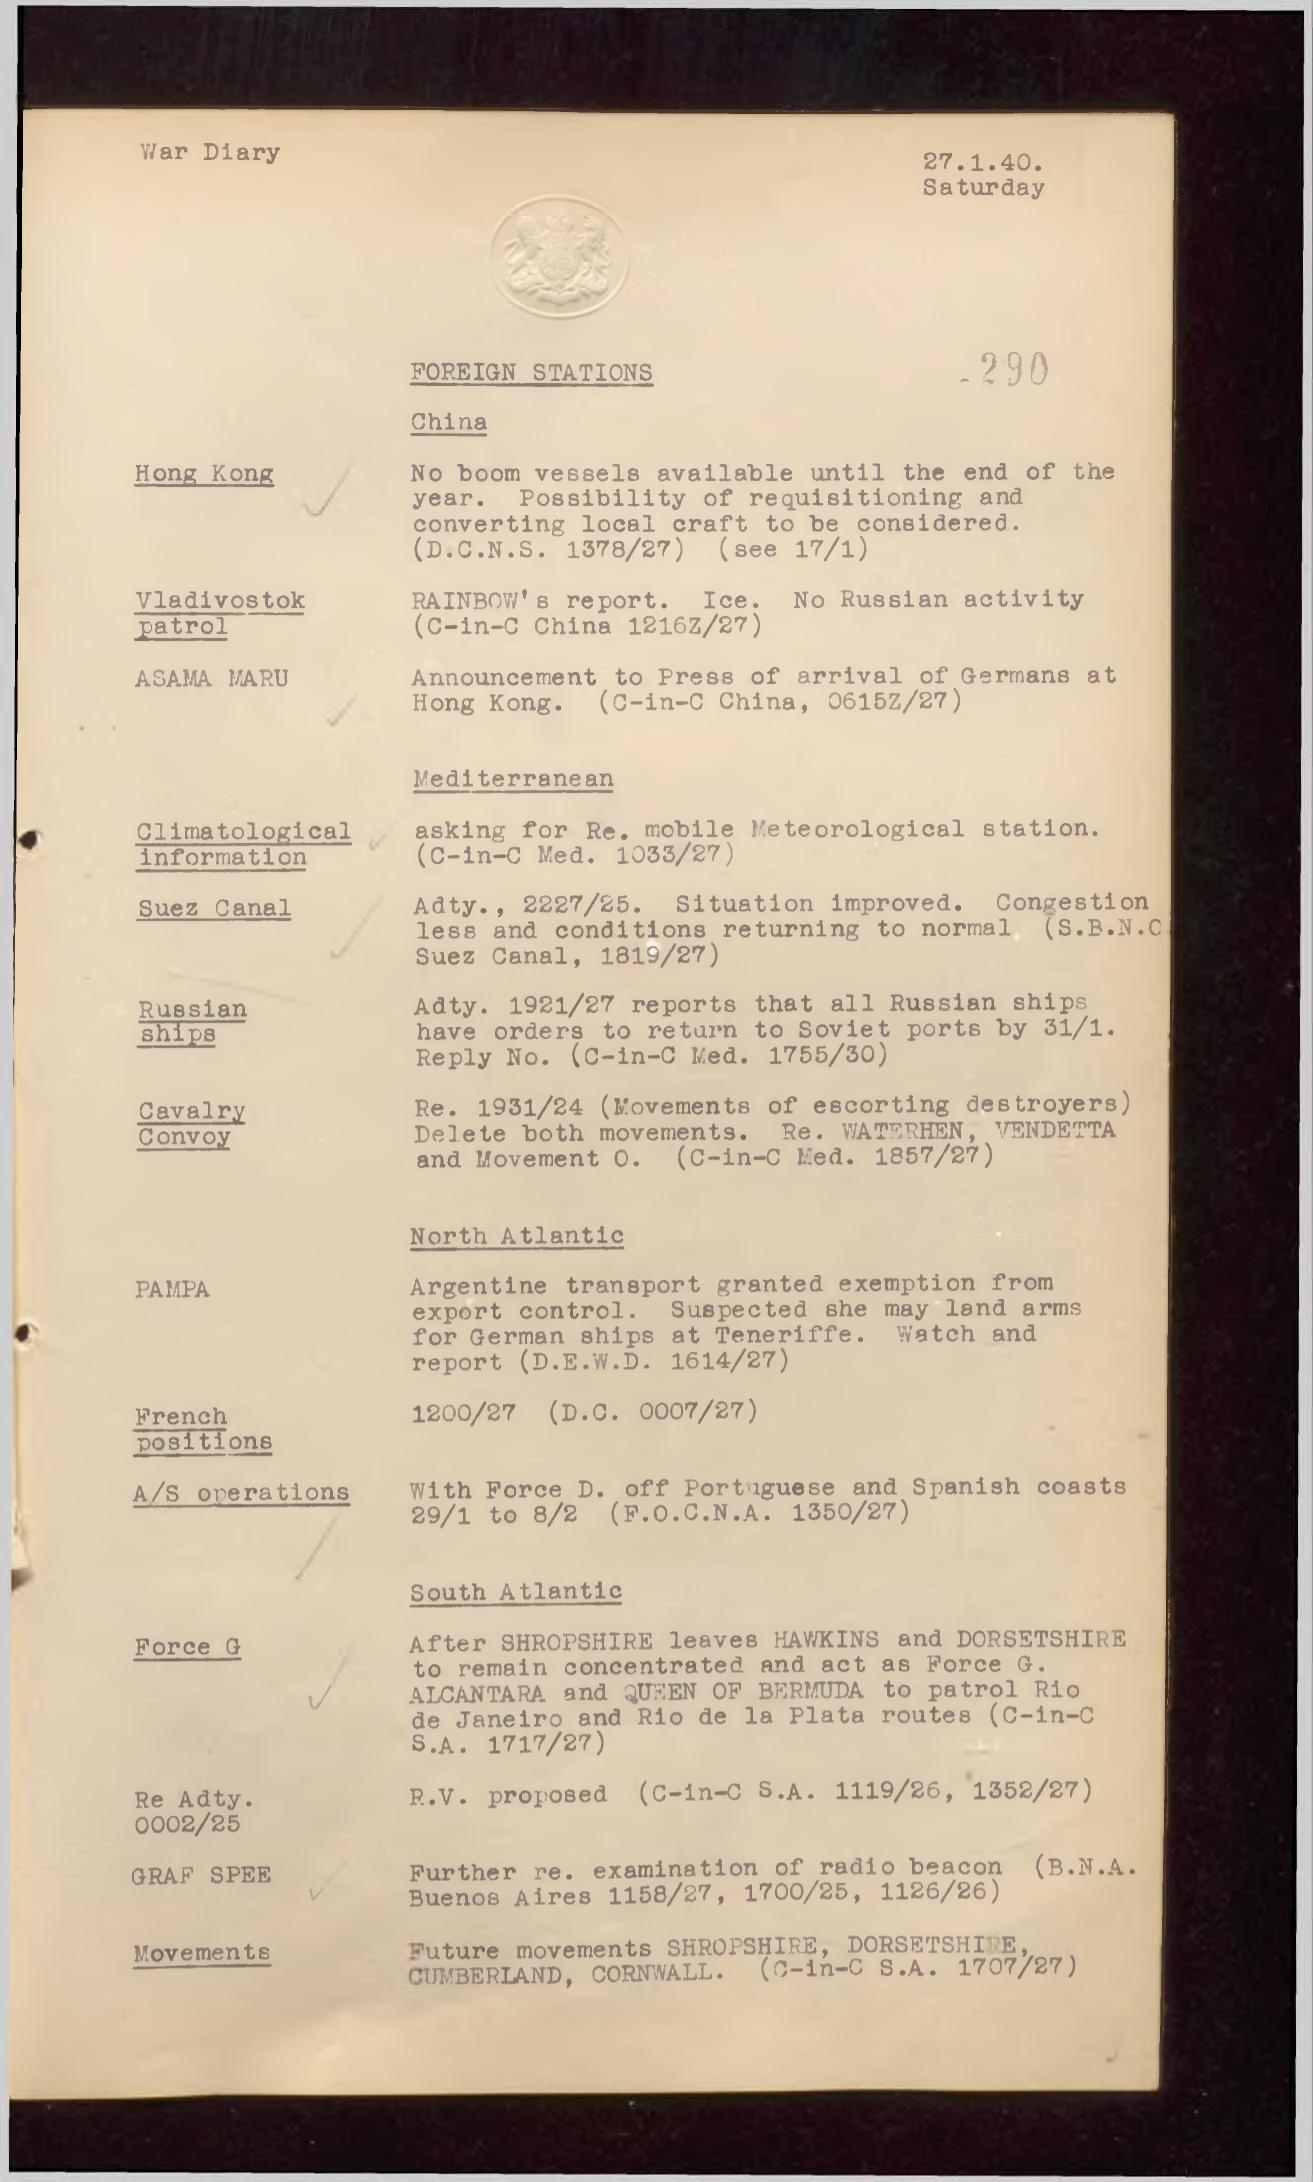 War Diary
27.1.40.
Saturday
FOREIGN STATIONS
290
China
Hong Kong
No boom vessels available until the end of the
year. Possibility of requisitioning and
converting local craft to be considered.
(D.C.N.S. 1378/27) (see 17/1)
Vladivostok
patrol
RAINBOW's report. Ice. No Russian activity
(C-in-C China 1216Z/27)
ASAMA MARU
Announcement to Press of arrival of Germans at
Hong Kong. (C-in-C China, 0615Z/27)
Mediterranean
Climatological
information
asking for Re. mobile Meteorological station.
(C-in-C Med. 1033/27)
Suez Canal
Adty., 2227/25. Situation improved. Congestion
less and conditions returning to normal (S.B.N.C
Suez Canal, 1819/27)
Russian
ships
Adty. 1921/27 reports that all Russian ships
have orders to return to Soviet ports by 31/1.
Reply No. (C-in-C Med. 1755/30)
Cavalry
Convoy
Re. 1931/24 (Movements of escorting destroyers)
Delete both movements. Re. WATERHEN, VENDETTA
and Movement O. (C-in-C Med. 1857/27)
North Atlantic
PAMPA
Argentine transport granted exemption from
export control. Suspected she may land arms
for German ships at Teneriffe. Watch and
report (D.E.W.D. 1614/27)
French
positions
1200/27 (D.C. 0007/27)
A/S operations
With Force D. off Portuguese and Spanish coasts
29/1 to 8/2 (F.O.C.N.A. 1350/27)
South Atlantic
Force G
After SHROPSHIRE leaves HAWKINS and DORSETSHIRE
to remain concentrated and act as Force G.
ALCANTARA and QUEEN OF BERMUDA to patrol Rio
de Janeiro and Rio de la Plata routes (C-in-C
S.A. 1717/27)
Re Adty.
0002/25
R.V. proposed (C-in-C S.A. 1119/26, 1352/27)
GRAF SPEE
Further re. examination of radio beacon (B.N.A.
Buenos Aires 1158/27, 1700/25, 1126/26)
Movements
Future movements SHROPSHIRE, DORSETSHIRE,
CUMBERLAND, CORNWALL. (C-in-C S.A. 1707/27)